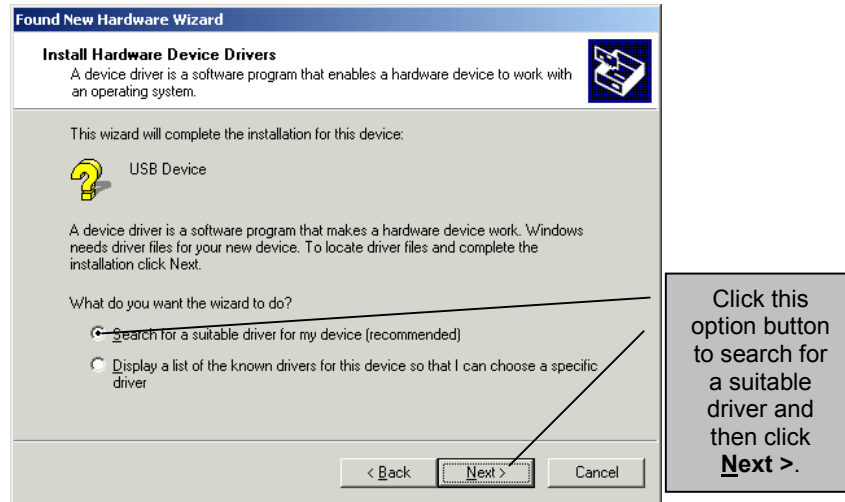 Found New Hardware Wizard
Install Hardware Device Drivers
A device driver is a software program that enables a hardware device to work with
an operating system.
This wizard will complete the installation for this device:
USB Device
A device driver is a software program that makes a hardware device work. Windows
needs driver files for your new device. To locate driver files and complete the
installation click Next.
What do you want the wizard to do?
Search for a suitable driver for my device (recommended)
Display a list of the known drivers for this device so that I can choose a specific
driver
< Back
Next >
Cancel
Click this
option button
to search for
a suitable
driver and
then click
Next >.